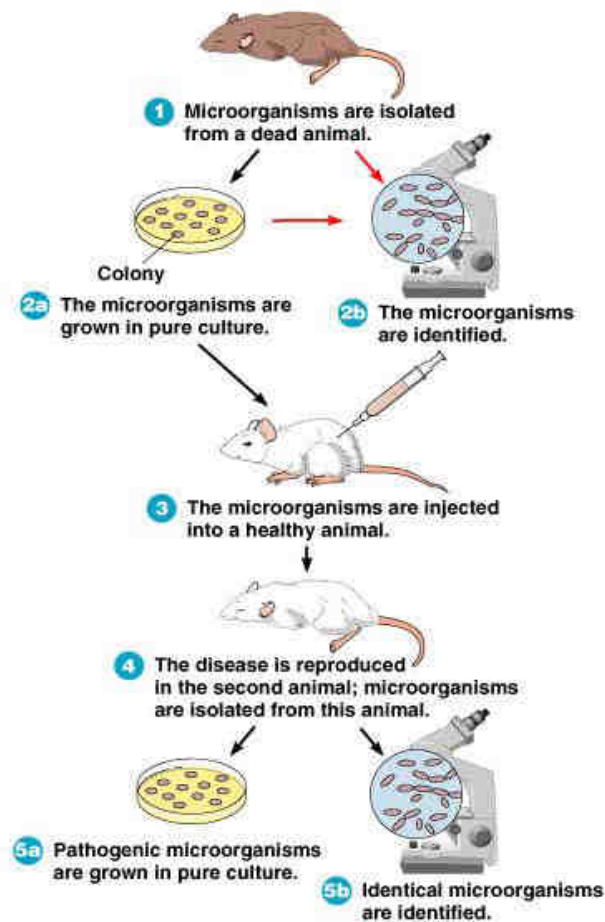 1 Microorganisms are isolated
from a dead animal.
Colony
2a The microorganisms are
grown in pure culture.
2b The microorganisms
are identified.
3 The microorganisms are injected
into a healthy animal.
4 The disease is reproduced
in the second animal; microorganisms
are isolated from this animal.
5a Pathogenic microorganisms
are grown in pure culture.
5b Identical microorganisms
are identified.